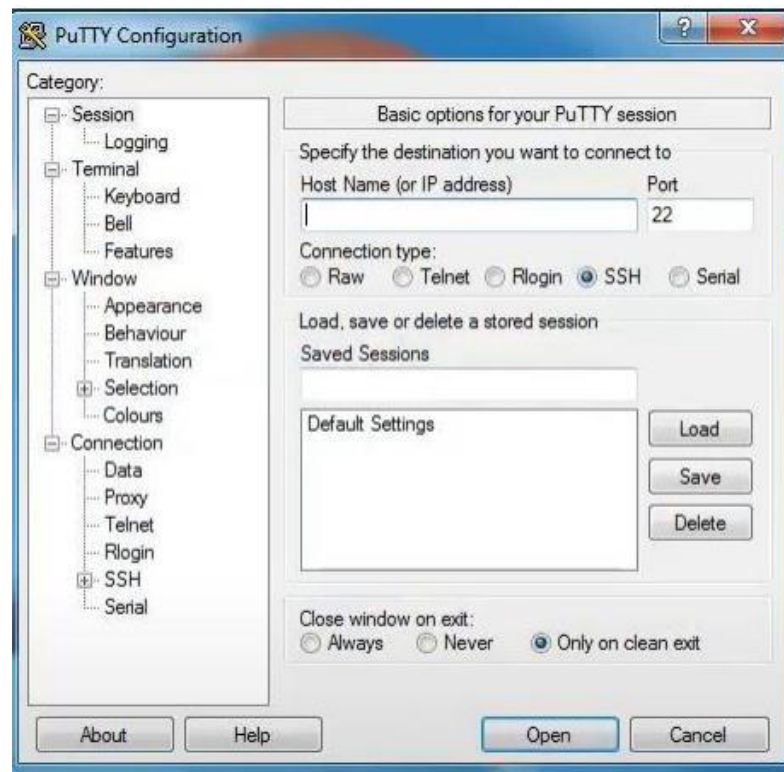 PuTTY Configuration
?
X
Category:
Session
Logging
Terminal
Keyboard
Bell
Features
Window
Appearance
Behaviour
Translation
Selection
Colours
Connection
Data
Proxy
Telnet
Rlogin
SSH
Serial
Basic options for your PuTTY session
Specify the destination you want to connect to
Host Name (or IP address) Port
22
Connection type:
Raw Telnet Rlogin SSH Serial
Load, save or delete a stored session
Saved Sessions
Default Settings
Load
Save
Delete
Close window on exit:
Always Never Only on clean exit
About Help Open Cancel